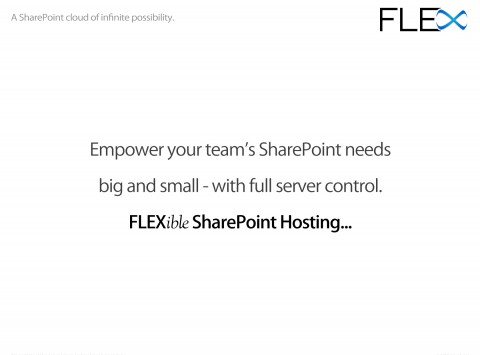 A SharePoint cloud of infinite possibility.
FLEX
Empower your team's SharePoint needs
big and small - with full server control.
FLEXible SharePoint Hosting...